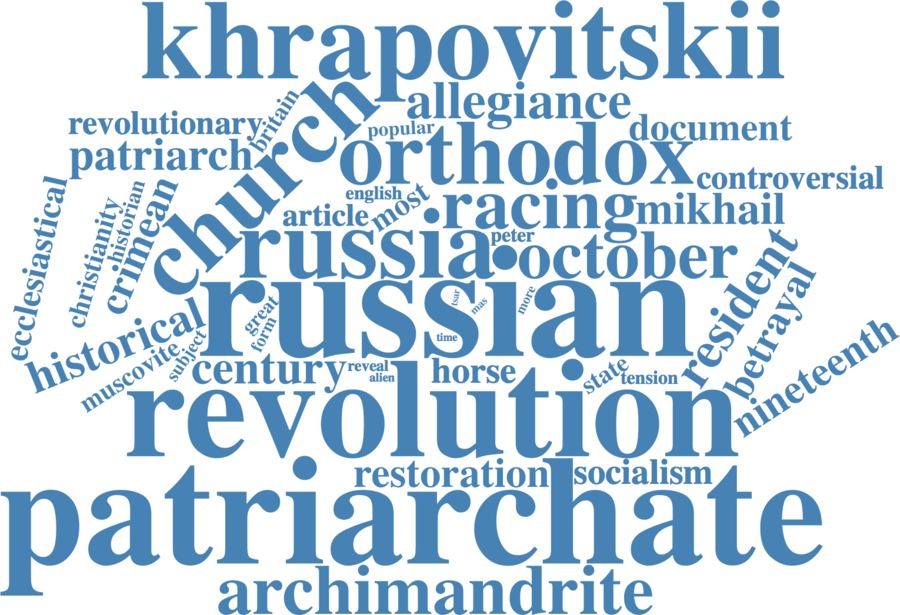 khrapovitskii
allegiance
revolutionary
britain
popular
document
patriarch
church
orthodox
controversial
english
most
article
racing
mikhail
ecclesiastical
christianity
historian
crimean
russia
peter
october
resident
betrayal
russian
tsar
mas
more
time
great
form
historical
muscovite
subject
century
reveal
alien
horse
state
tension
nineteenth
revolution
restoration
socialism
patriarchate
archimandrite